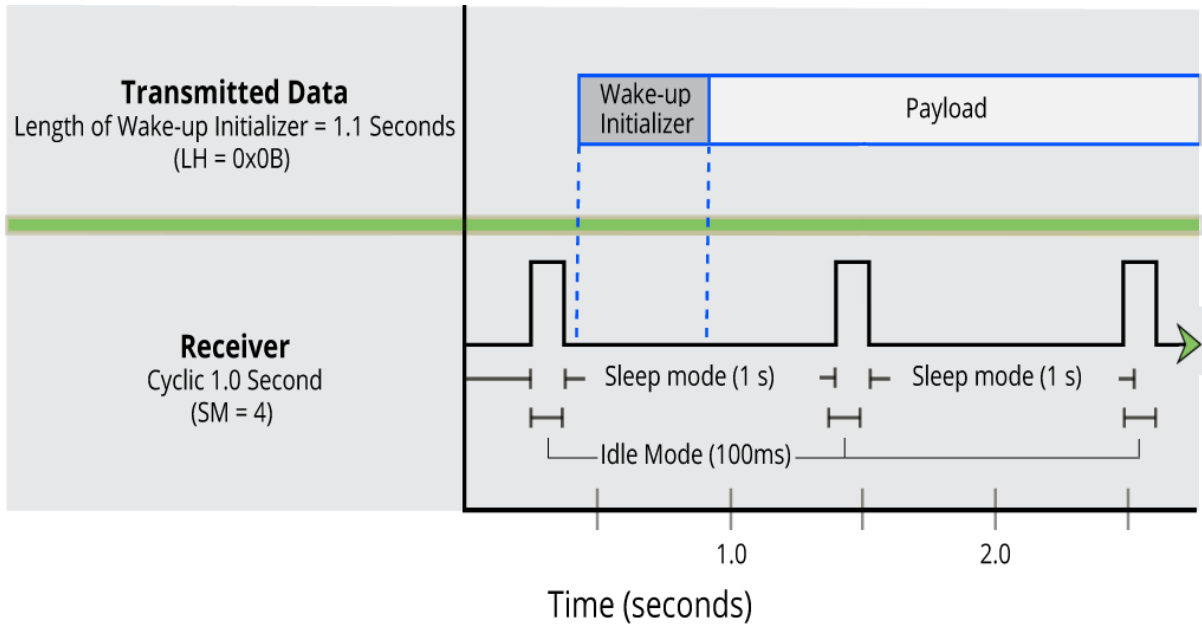 Transmitted Data
Length of Wake-up Initializer = 1.1 Seconds
(LH = 0x0B)
Wake-up
Initializer
Payload
Receiver
Cyclic 1.0 Second
(SM = 4)
Sleep mode (1 s)
Sleep mode (1 s)
Idle Mode (100ms)
1.0
2.0
Time (seconds)